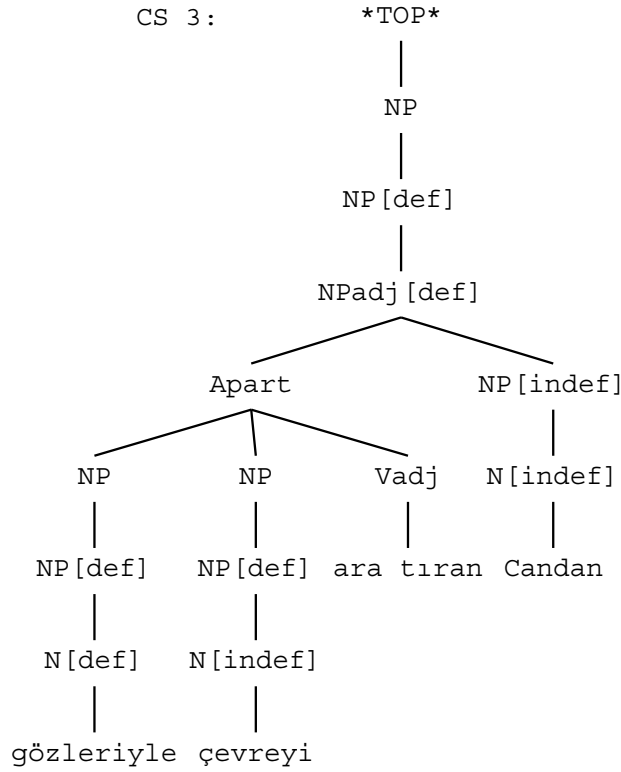 CS 3: *TOP*
NP
NP[def]
NPadj[def]
Apart NP[indef]
NP NP Vadj N[indef]
NP[def] NP[def] ara tıran Candan
N[def] N[indef]
gözleriyle çevreyi